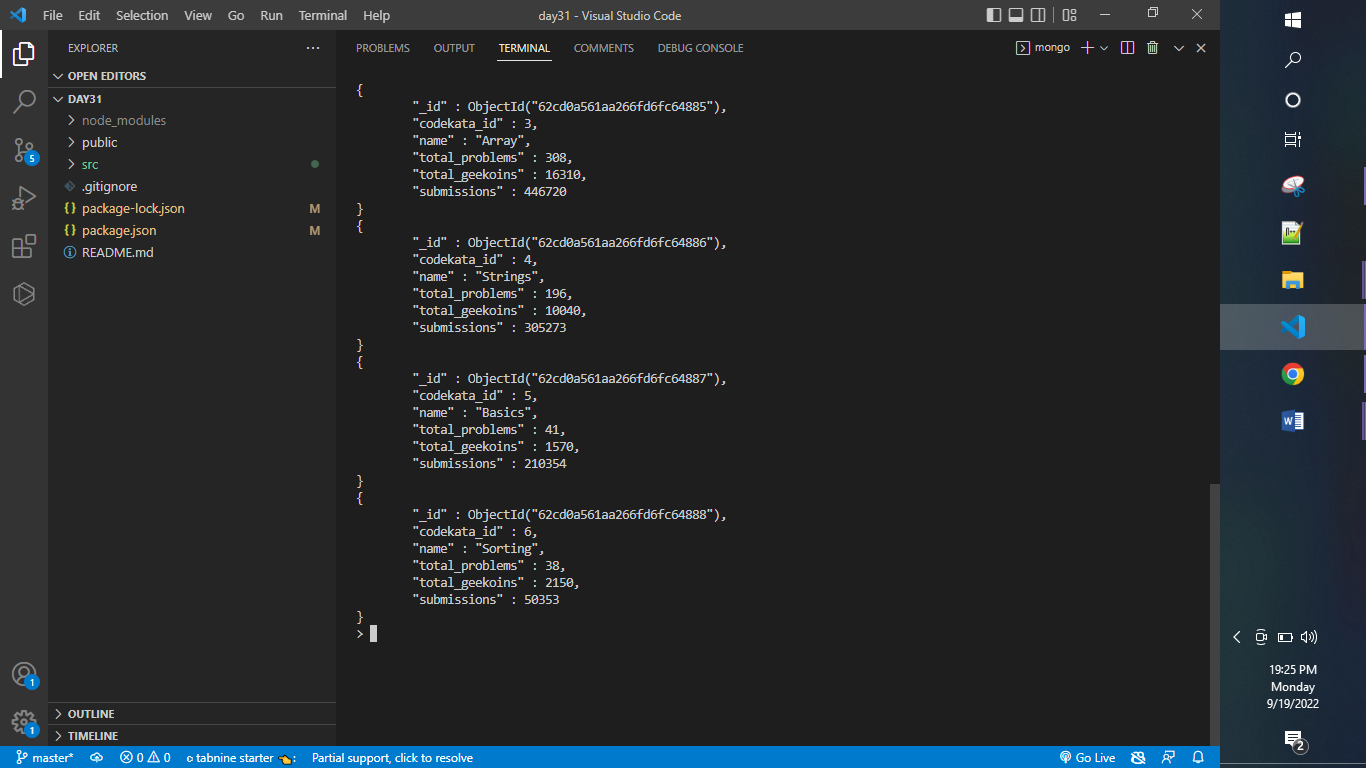 File Edit Selection View Go Run Terminal Help
day31 - Visual Studio Code
EXPLORER
OPEN EDITORS
DAY31
node_modules
public
src
.gitignore
package-lock.json M
package.json M
README.md
OUTLINE
TIMELINE
5
1
1
PROBLEMS OUTPUT TERMINAL COMMENTS DEBUG CONSOLE
mongo
{
"_id" : ObjectId("62cd0a561aa266fd6fc64885"),
"codekata_id" : 3,
"name" : "Array",
"total_problems" : 308,
"total_geekoins" : 16310,
"submissions" : 446720
}
{
"_id" : ObjectId("62cd0a561aa266fd6fc64886"),
"codekata_id" : 4,
"name" : "Strings",
"total_problems" : 196,
"total_geekoins" : 10040,
"submissions" : 305273
}
{
"_id" : ObjectId("62cd0a561aa266fd6fc64887"),
"codekata_id" : 5,
"name" : "Basics",
"total_problems" : 41,
"total_geekoins" : 1570,
"submissions" : 210354
}
{
"_id" : ObjectId("62cd0a561aa266fd6fc64888"),
"codekata_id" : 6,
"name" : "Sorting",
"total_problems" : 38,
"total_geekoins" : 2150,
"submissions" : 50353
}
>
master* 0 0 tabnine starter : Partial support, click to resolve
Go Live
19:25 PM
Monday
9/19/2022
2